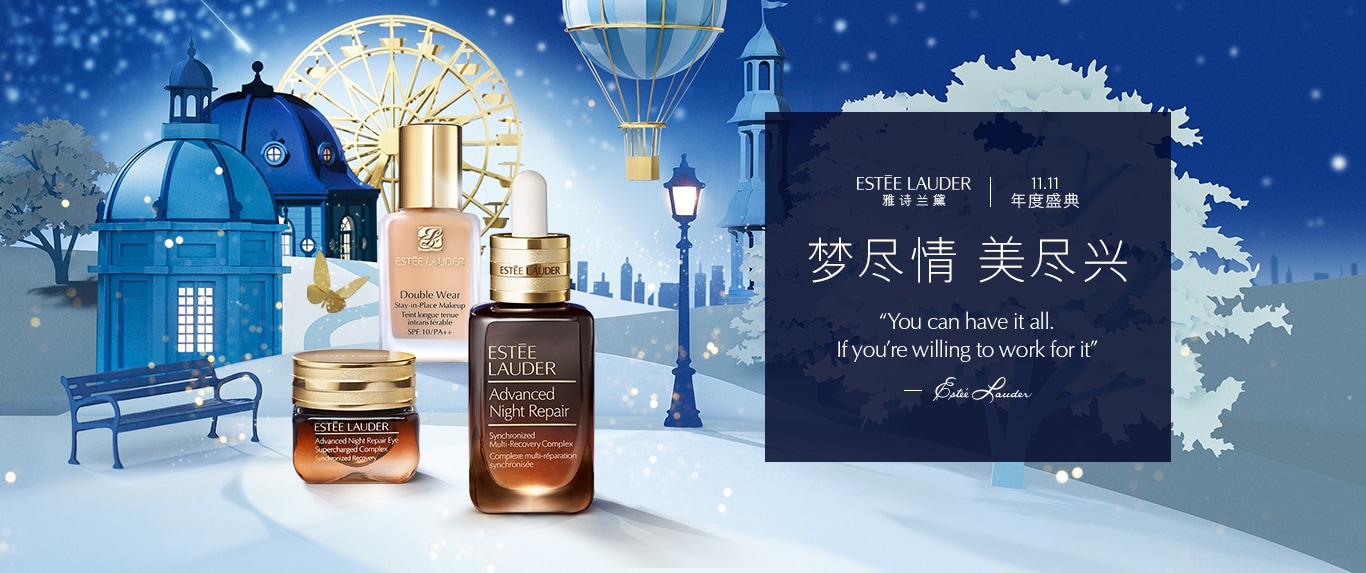 ESTĒE LAUDER
雅诗兰黛
11.11
年度盛典
梦尽情 美尽兴
“You can have it all.
If you’re willing to work for it”
— Estēe Lauder
ESTĒE LAUDER
Double Wear
Stay-in-Place Makeup
Teint longue tenue
intransférable
SPF 10/PA++
ESTĒE LAUDER
ESTĒE
LAUDER
Advanced
Night Repair
Synchronized
Multi-Recovery Complex
Complexe multi-réparation
synchronisée
ESTĒE LAUDER
Advanced Night Repair Eye
Supercharged Complex
Synchronized Recovery